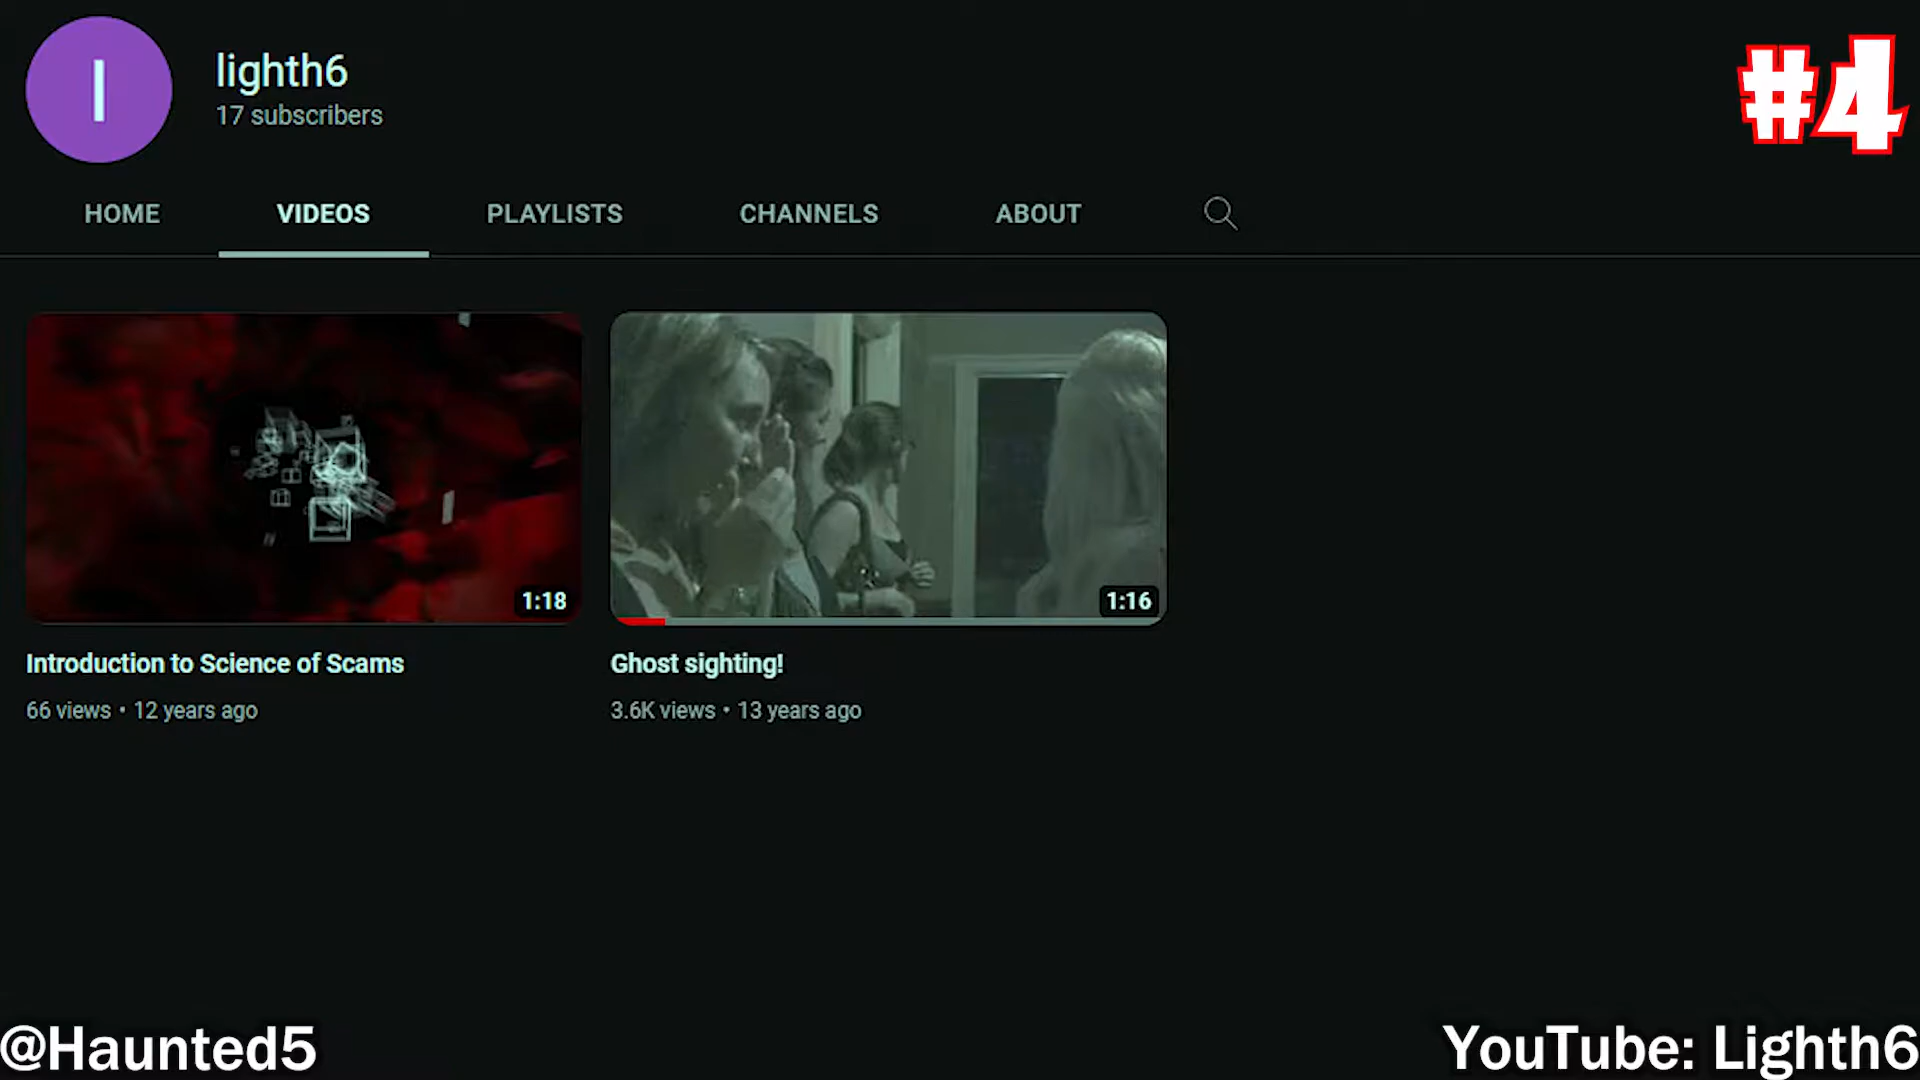 l
lighth6
17 subscribers
#4
HOME VIDEOS PLAYLISTS CHANNELS ABOUT
1:18
1:16
Introduction to Science of Scams
66 views • 12 years ago
Ghost sighting!
3.6K views • 13 years ago
@Haunted5
YouTube: Lighth6